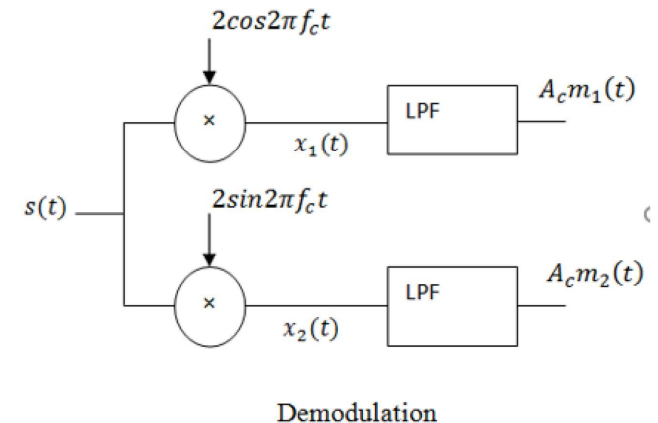 2cos2πf_ct
×
LPF
A_cm_1(t)
x_1(t)
s(t)
2sin2πf_ct
×
LPF
A_cm_2(t)
x_2(t)
Demodulation